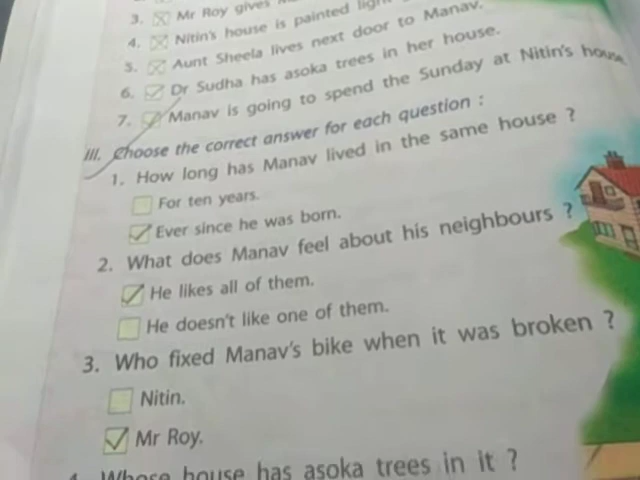 3. Mr Roy gives
4. Nitin's house is painted light
5. Aunt Sheela lives next door to Manav.
6. Dr Sudha has asoka trees in her house.
7. Manav is going to spend the Sunday at Nitin's house
III. Choose the correct answer for each question :
1. How long has Manav lived in the same house ?
For ten years.
Ever since he was born.
2. What does Manav feel about his neighbours ?
He likes all of them.
He doesn't like one of them.
3. Who fixed Manav's bike when it was broken ?
Nitin.
Mr Roy.
4. Whose house has asoka trees in it ?